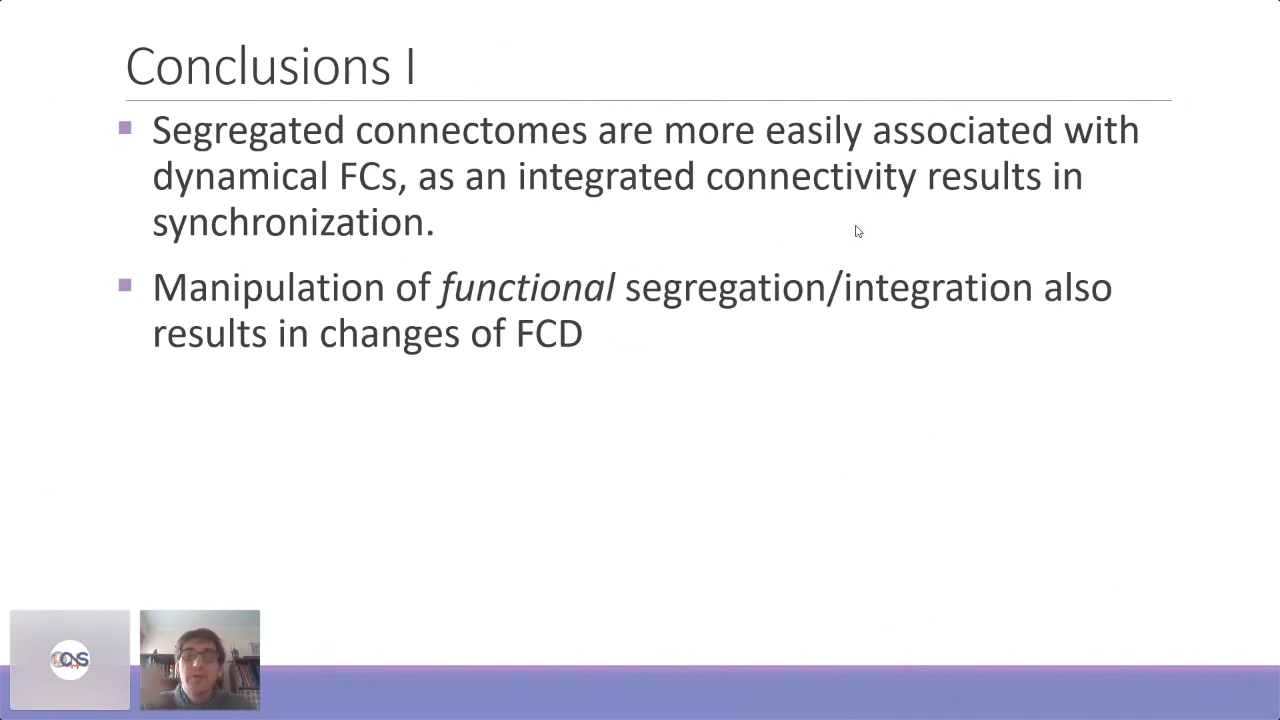 Conclusions I
Segregated connectomes are more easily associated with
dynamical FCs, as an integrated connectivity results in
synchronization.
Manipulation of functional segregation/integration also
results in changes of FCD